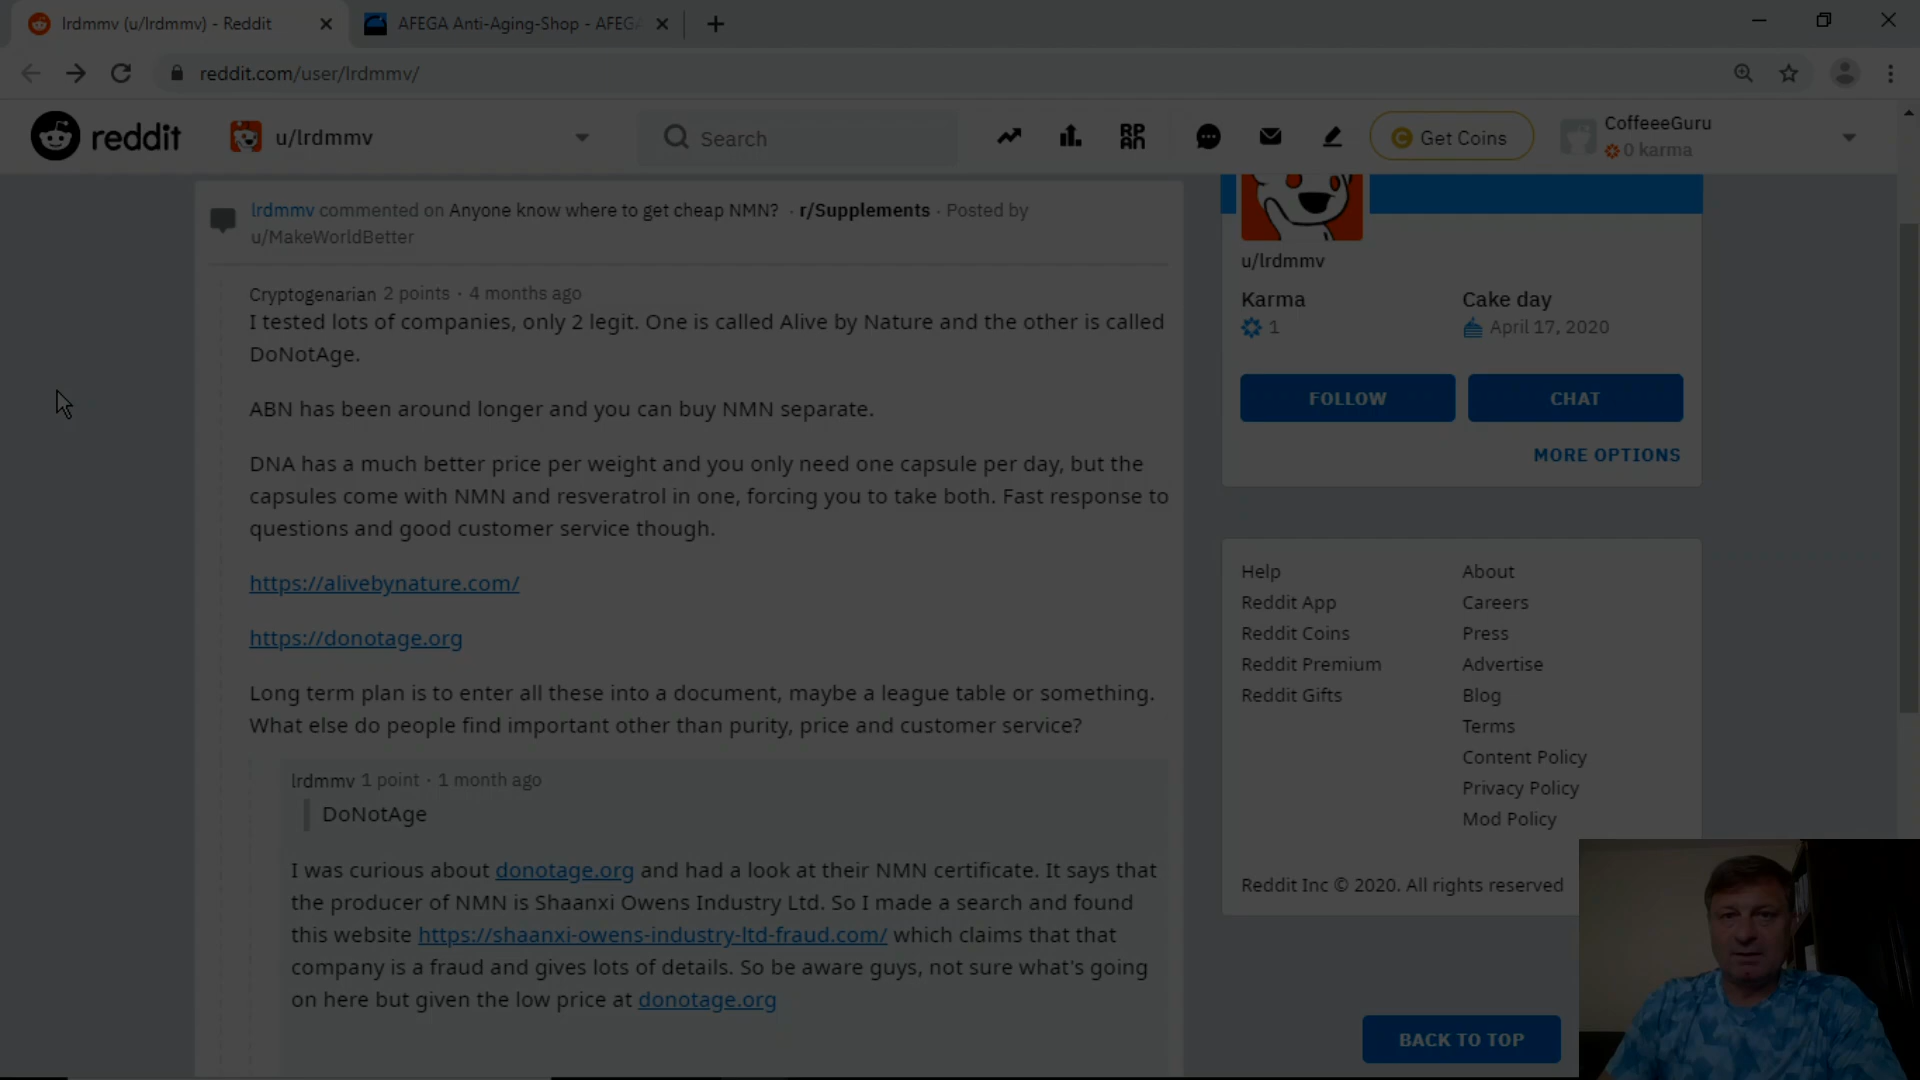 lrdmmv (u/lrdmmv) - Reddit
AFEGA Anti-Aging-Shop - AFEGA
reddit.com/user/lrdmmv/
reddit
u/lrdmmv
Search
RPAN
Get Coins
CoffeeeGuru
0 karma
lrdmmv commented on Anyone know where to get cheap NMN? · r/Supplements · Posted by
u/MakeWorldBetter
Cryptogenarian 2 points · 4 months ago
I tested lots of companies, only 2 legit. One is called Alive by Nature and the other is called
DoNotAge.
ABN has been around longer and you can buy NMN separate.
DNA has a much better price per weight and you only need one capsule per day, but the
capsules come with NMN and resveratrol in one, forcing you to take both. Fast response to
questions and good customer service though.
https://alivebynature.com/
https://donotage.org
Long term plan is to enter all these into a document, maybe a league table or something.
What else do people find important other than purity, price and customer service?
lrdmmv 1 point · 1 month ago
DoNotAge
I was curious about donotage.org and had a look at their NMN certificate. It says that
the producer of NMN is Shaanxi Owens Industry Ltd. So I made a search and found
this website https://shaanxi-owens-industry-ltd-fraud.com/ which claims that that
company is a fraud and gives lots of details. So be aware guys, not sure what's going
on here but given the low price at donotage.org
u/lrdmmv
Karma
1
Cake day
April 17, 2020
FOLLOW
CHAT
MORE OPTIONS
Help
Reddit App
Reddit Coins
Reddit Premium
Reddit Gifts
About
Careers
Press
Advertise
Blog
Terms
Content Policy
Privacy Policy
Mod Policy
Reddit Inc © 2020. All rights reserved
BACK TO TOP